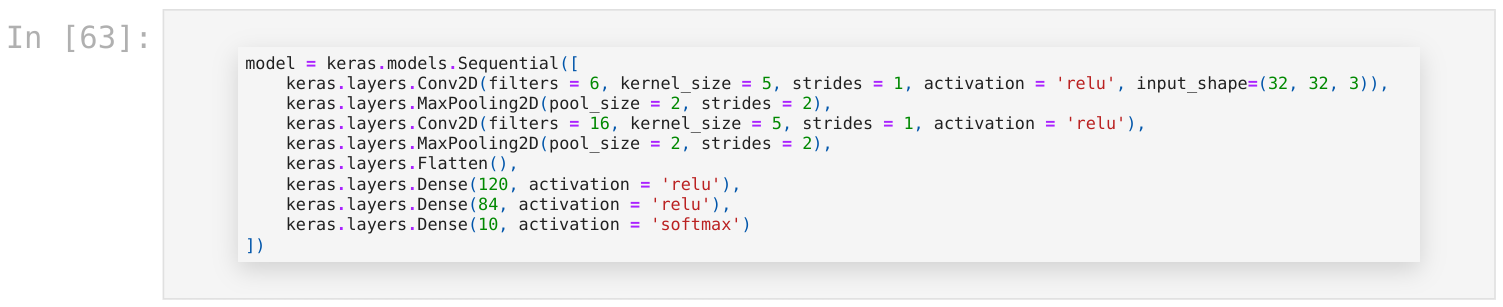 In [63]:
model = keras.models.Sequential([
    keras.layers.Conv2D(filters = 6, kernel_size = 5, strides = 1, activation = 'relu', input_shape=(32, 32, 3)),
    keras.layers.MaxPooling2D(pool_size = 2, strides = 2),
    keras.layers.Conv2D(filters = 16, kernel_size = 5, strides = 1, activation = 'relu'),
    keras.layers.MaxPooling2D(pool_size = 2, strides = 2),
    keras.layers.Flatten(),
    keras.layers.Dense(120, activation = 'relu'),
    keras.layers.Dense(84, activation = 'relu'),
    keras.layers.Dense(10, activation = 'softmax')
])